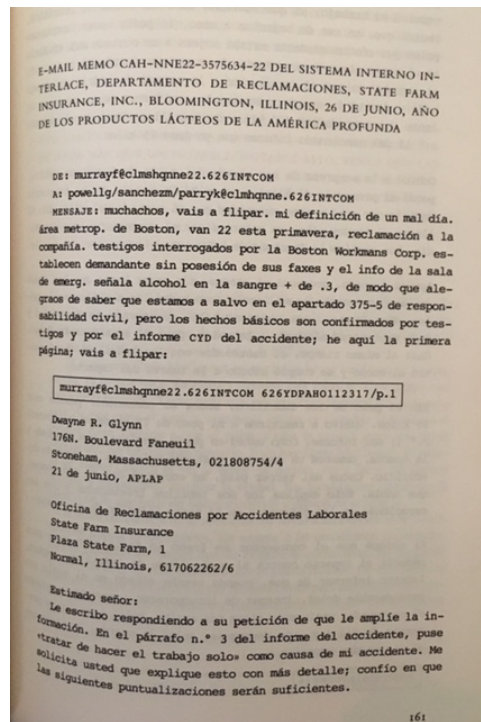 E-MAIL MEMO CAH-NNE22-3575634-22 DEL SISTEMA INTERNO IN-
TERLACE, DEPARTAMENTO DE RECLAMACIONES, STATE FARM
INSURANCE, INC., BLOOMINGTON, ILLINOIS, 26 DE JUNIO, AÑO
DE LOS PRODUCTOS LÁCTEOS DE LA AMÉRICA PROFUNDA
DE: murrayf@clmshqnne22.626INTCOM
A: powellg/sanchezm/parryk@clmhqnne.626INTCOM
MENSAJE: muchachos, vais a flipar. mi definición de un mal día.
área metrop. de Boston, van 22 esta primavera, reclamación a la
compañía. testigos interrogados por la Boston Workmans Corp. es-
tablecen demandante sin posesión de sus faxes y el info de la sala
de emerg. señala alcohol en la sangre + de .3, de modo que ale-
graos de saber que estamos a salvo en el apartado 375-5 de respon-
sabilidad civil, pero los hechos básicos son confirmados por tes-
tigos y por el informe CYD del accidente; he aquí la primera
página; vais a flipar:
murrayf@clmshqnne22.626INTCOM 626YDPAH0112317/p.1
Dwayne R. Glynn
176N. Boulevard Faneuil
Stoneham, Massachusetts, 021808754/4
21 de junio, APLAP
Oficina de Reclamaciones por Accidentes Laborales
State Farm Insurance
Plaza State Farm, 1
Normal, Illinois, 617062262/6
Estimado señor:
Le escribo respondiendo a su petición de que le amplíe la in-
formación. En el párrafo n.° 3 del informe del accidente, puse
«tratar de hacer el trabajo solo» como causa de mi accidente. Me
solicita usted que explique esto con más detalle; confío en que
las siguientes puntualizaciones serán suficientes.
161